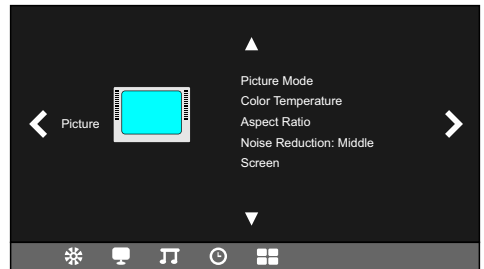 Picture
Picture Mode
Color Temperature
Aspect Ratio
Noise Reduction: Middle
Screen